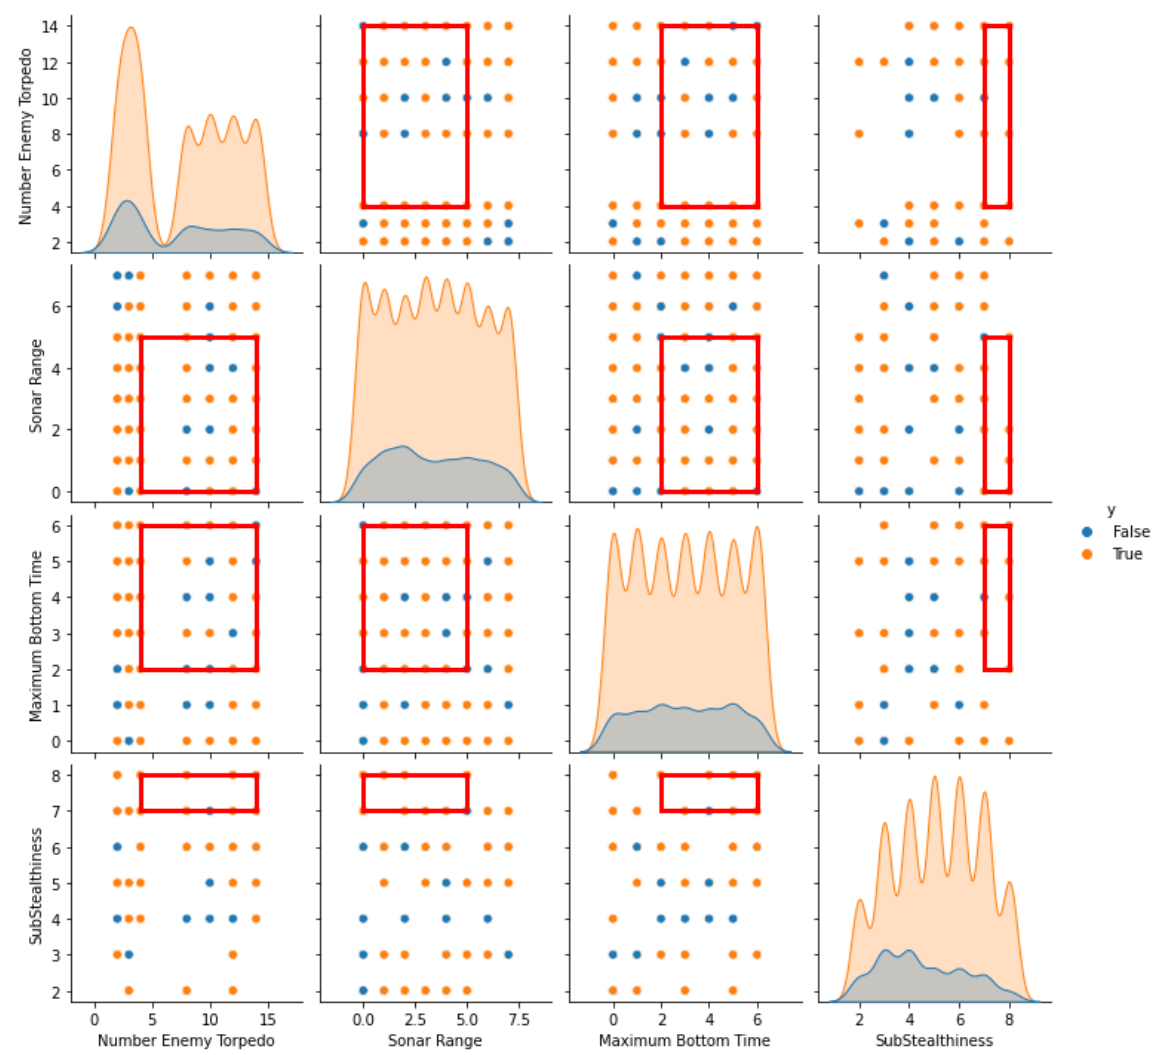 14
12
10
8
6
4
2
Number Enemy Torpedo
6
4
2
0
Sonar Range
y
False
True
6
5
4
3
2
1
0
Maximum Bottom Time
8
7
6
5
4
3
2
SubStealthiness
0 5 10 15 0.0 2.5 5.0 7.5 0 2 4 6 2 4 6 8
Number Enemy Torpedo Sonar Range Maximum Bottom Time SubStealthiness